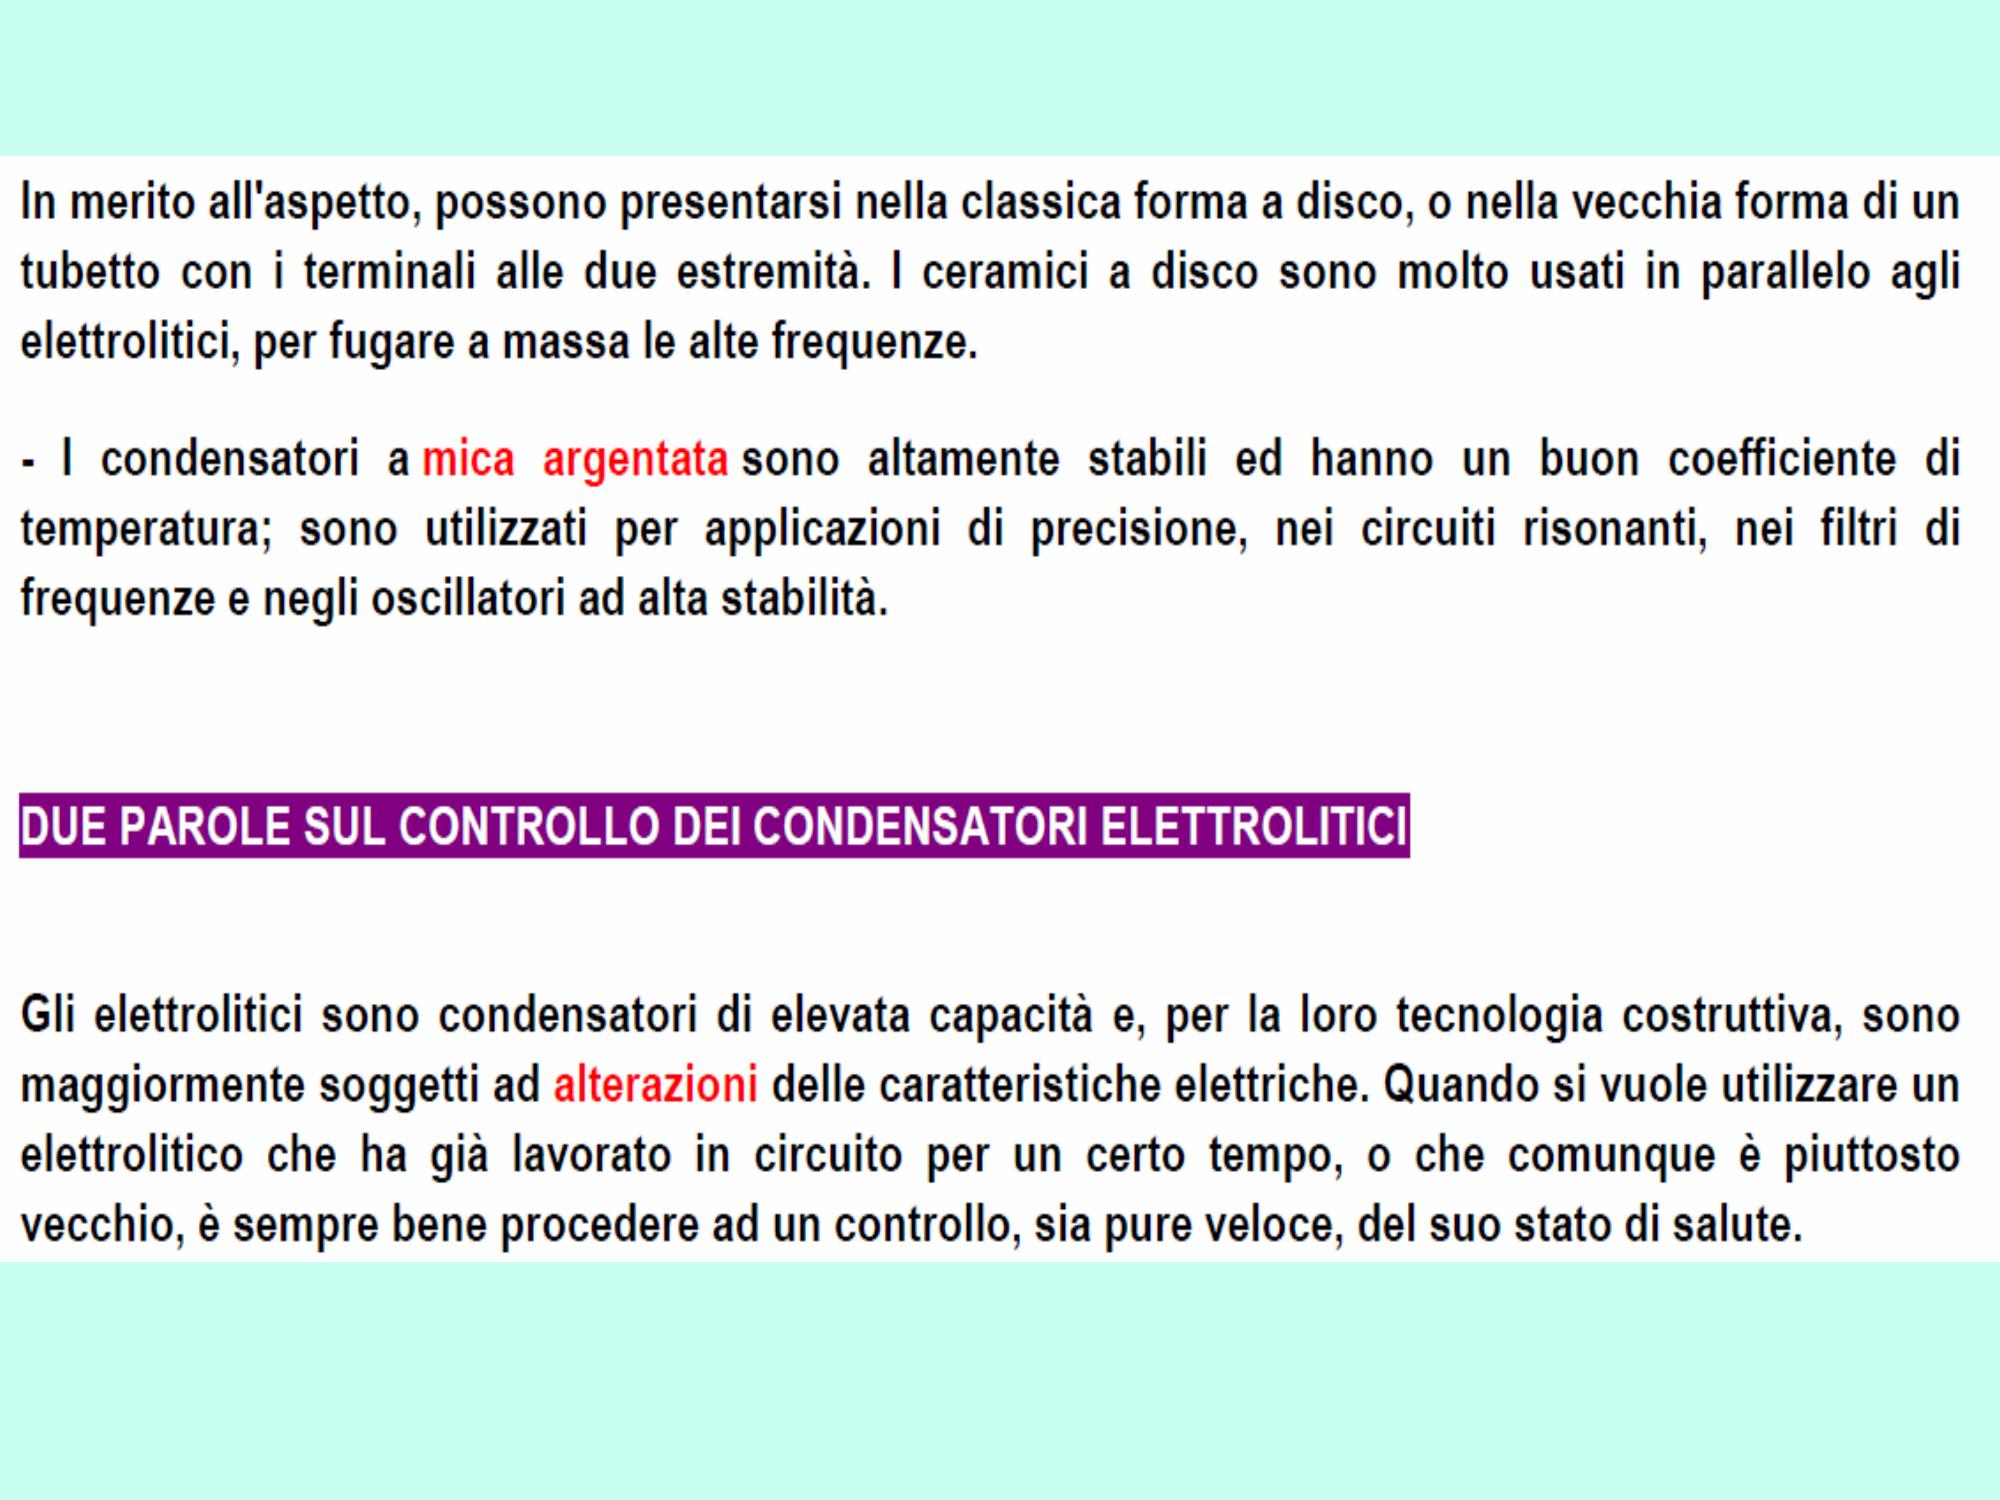 In merito all'aspetto, possono presentarsi nella classica forma a disco, o nella vecchia forma di un
tubetto con i terminali alle due estremità. I ceramici a disco sono molto usati in parallelo agli
elettrolitici, per fugare a massa le alte frequenze.
- I condensatori a mica argentata sono altamente stabili ed hanno un buon coefficiente di
temperatura; sono utilizzati per applicazioni di precisione, nei circuiti risonanti, nei filtri di
frequenze e negli oscillatori ad alta stabilità.
DUE PAROLE SUL CONTROLLO DEI CONDENSATORI ELETTROLITICI
Gli elettrolitici sono condensatori di elevata capacità e, per la loro tecnologia costruttiva, sono
maggiormente soggetti ad alterazioni delle caratteristiche elettriche. Quando si vuole utilizzare un
elettrolitico che ha già lavorato in circuito per un certo tempo, o che comunque è piuttosto
vecchio, è sempre bene procedere ad un controllo, sia pure veloce, del suo stato di salute.